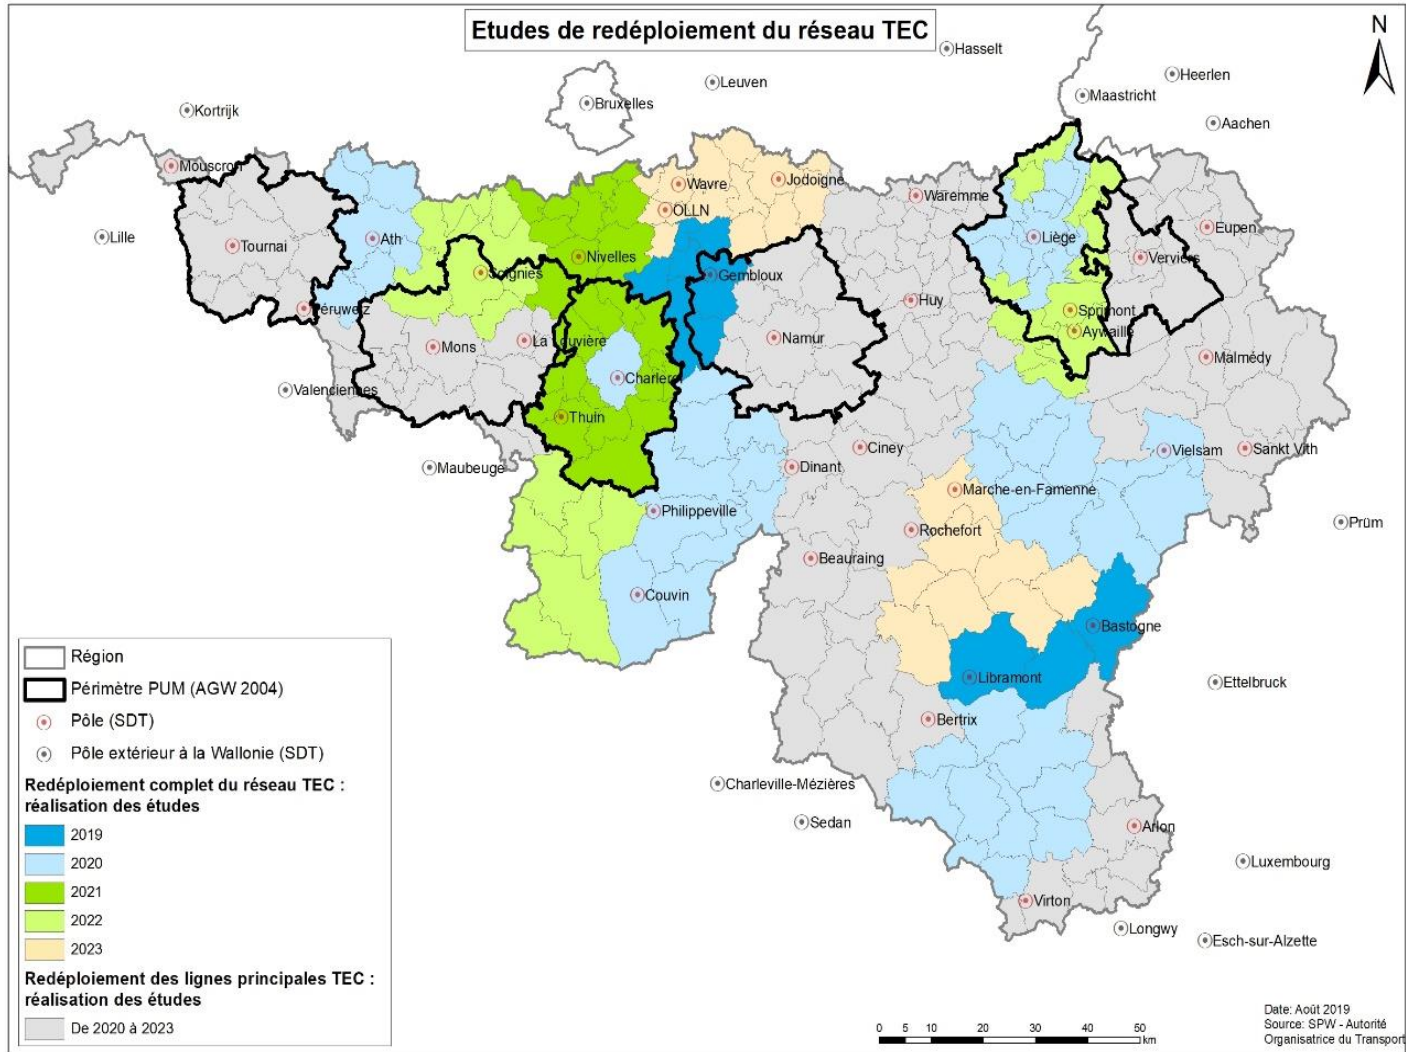 Etudes de redéploiement du réseau TEC
N
Hasselt
Heerlen
Leuven
Maastricht
Bruxelles
Kortrijk
Aachen
Mouscron
Wavre
Jodoigne
Waremme
OLLN
Eupen
Lille
Tournai
Ath
Liège
Nivelles
Verviers
Soignies
Gembloux
Huy
Péruwelz
Sprimont
Aywaille
Mons
La Louvière
Namur
Malmédy
Charleroi
Valenciennes
Thuin
Ciney
Vielsam
Sankt Vith
Maubeuge
Dinant
Marche-en-Famenne
Philippeville
Rochefort
Prüm
Beauraing
Couvin
Bastogne
Libramont
Ettelbruck
Bertrix
Charleville-Mézières
Sedan
Arlon
Luxembourg
Virton
Longwy
Esch-sur-Alzette
Région
Périmètre PUM (AGW 2004)
Pôle (SDT)
Pôle extérieur à la Wallonie (SDT)
Redéploiement complet du réseau TEC :
réalisation des études
2019
2020
2021
2022
2023
Redéploiement des lignes principales TEC :
réalisation des études
De 2020 à 2023
0 5 10 20 30 40 50
km
Date: Août 2019
Source: SPW - Autorité
Organisatrice du Transport